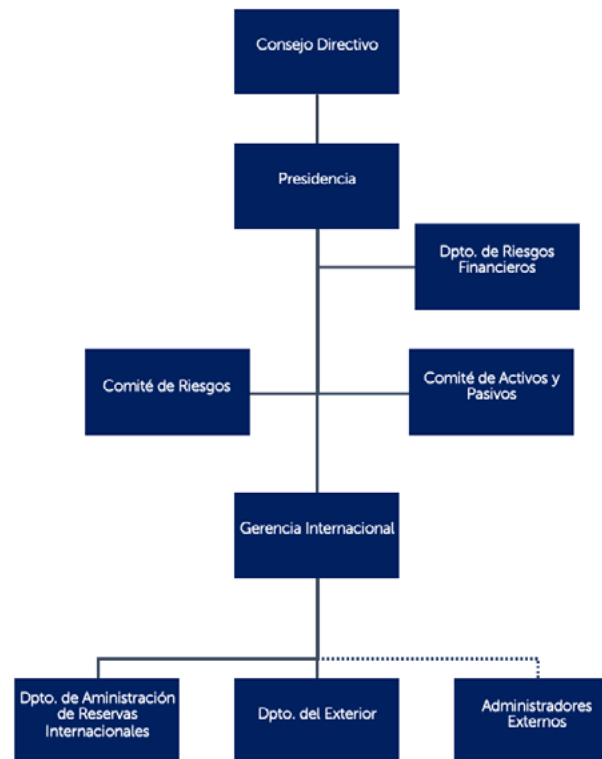 Consejo Directivo
Presidencia
Dpto. de Riesgos
Financieros
Comité de Riesgos
Comité de Activos y
Pasivos
Gerencia Internacional
Dpto. de Aministración
de Reservas
Internacionales
Dpto. del Exterior
Administradores
Externos